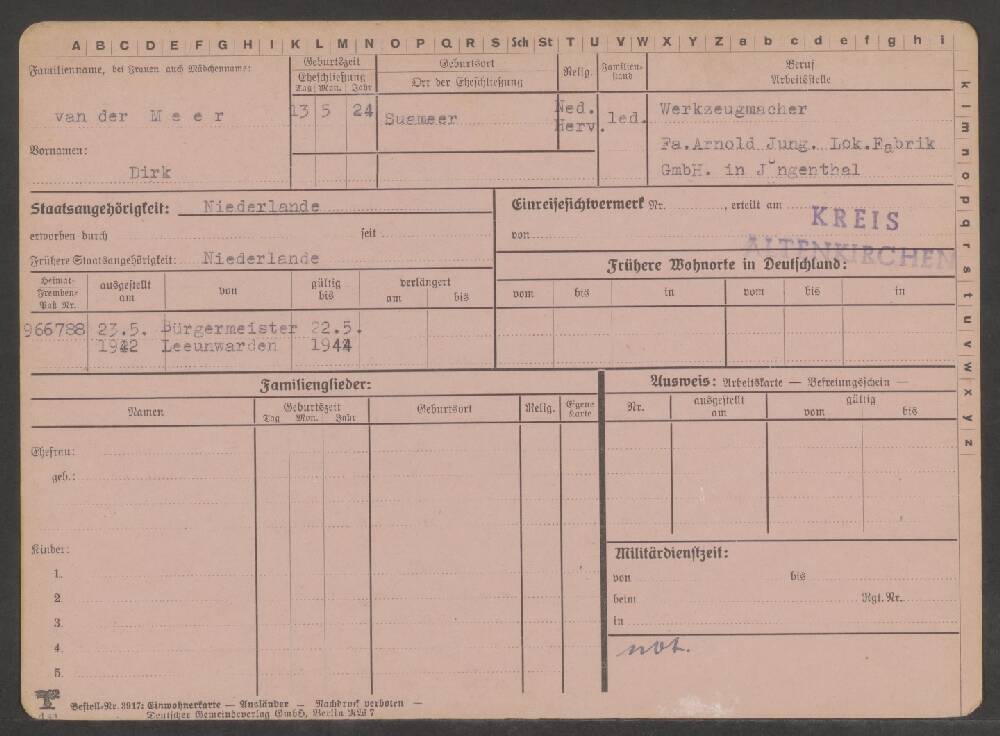 A B C D E F G H I K L M N O P Q R S Sch St T U V W X Y Z a b c d e f g h i
k l m n o p q r s t u v w x y z
Familienname, bei Frauen auch Mädchenname:
van der M e e r
Vornamen:
Dirk
Geburtszeit
Eheschließung
Tag Mon. Jahr
13 5 24
Geburtsort
Ort der Eheschließung
Suameer
Relig.
Ned.
Herv.
Familien-
stand
led.
Beruf
Arbeitsstelle
Werkzeugmacher
Fa.Arnold Jung. Lok.Fabrik
GmbH. in Jungenthal
Staatsangehörigkeit: Niederlande
erworben durch seit
Frühere Staatsangehörigkeit: Niederlande
Einreisesichtvermerk Nr. , erteilt am
von
KREIS
ALTENKIRCHEN
Heimat-
Fremden-
Paß Nr.
ausgestellt
am
von
gültig
bis
verlängert
am bis
966788 23.5. Bürgermeister 22.5.
1942 Leeuwarden 1944
Frühere Wohnorte in Deutschland:
vom bis in vom bis in
Familienglieder:
Namen
Geburtszeit
Tag Mon. Jahr
Geburtsort
Relig.
Eigene
Karte
Ehefrau:
geb.:
Kinder:
1.
2.
3.
4.
5.
Ausweis: Arbeitskarte — Befreiungsschein —
Nr.
ausgestellt
am
gültig
vom bis
Militärdienstzeit:
von bis
beim Rgt. Nr.
in
not.
Bestell-Nr. 3917: Einwohnerkarte — Ausländer — Nachdruck verboten —
Deutscher Gemeindeverlag GmbH, Berlin NW 7